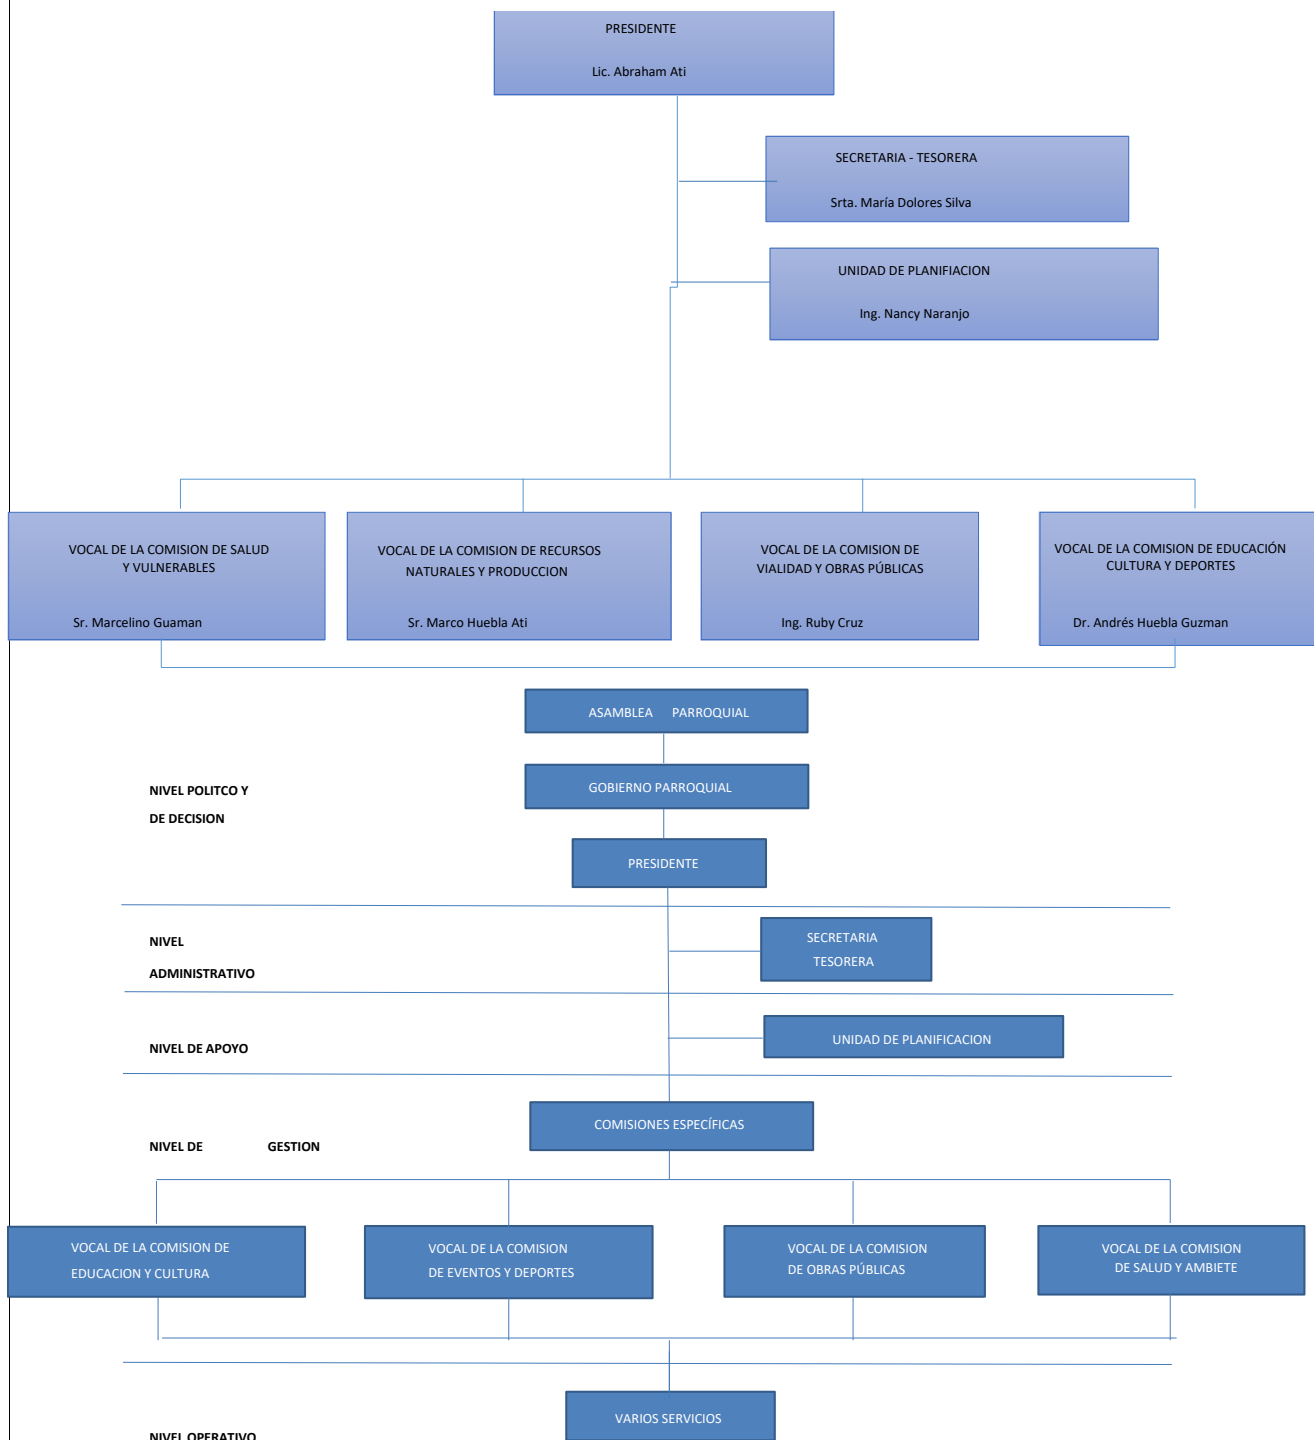 PRESIDENTE
Lic. Abraham Ati
SECRETARIA - TESORERA
Srta. María Dolores Silva
UNIDAD DE PLANIFIACION
Ing. Nancy Naranjo
VOCAL DE LA COMISION DE SALUD
Y VULNERABLES
Sr. Marcelino Guaman
VOCAL DE LA COMISION DE RECURSOS
NATURALES Y PRODUCCION
Sr. Marco Huebla Ati
VOCAL DE LA COMISION DE
VIALIDAD Y OBRAS PÚBLICAS
Ing. Ruby Cruz
VOCAL DE LA COMISION DE EDUCACIÓN
CULTURA Y DEPORTES
Dr. Andrés Huebla Guzman
ASAMBLEA PARROQUIAL
NIVEL POLITCO Y
DE DECISION
GOBIERNO PARROQUIAL
PRESIDENTE
NIVEL
ADMINISTRATIVO
SECRETARIA
TESORERA
NIVEL DE APOYO
UNIDAD DE PLANIFICACION
COMISIONES ESPECÍFICAS
NIVEL DE GESTION
VOCAL DE LA COMISION DE
EDUCACION Y CULTURA
VOCAL DE LA COMISION
DE EVENTOS Y DEPORTES
VOCAL DE LA COMISION
DE OBRAS PÚBLICAS
VOCAL DE LA COMISION
DE SALUD Y AMBIETE
VARIOS SERVICIOS
NIVEL OPERATIVO